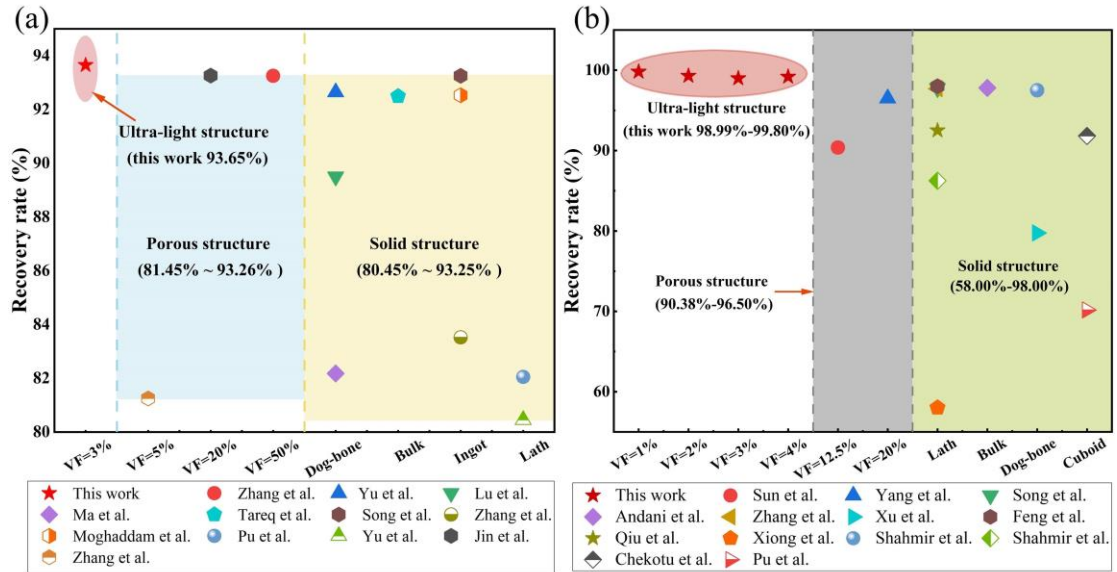 (a)
Recovery rate (%)
94
92
90
88
86
84
82
80
Ultra-light structure
(this work 93.65%)
Porous structure
(81.45% ~ 93.26% )
Solid structure
(80.45% ~ 93.25% )
VF=3%
VF=5%
VF=20%
VF=50%
Dog-bone
Bulk
Ingot
Lath
This work
Zhang et al.
Yu et al.
Lu et al.
Ma et al.
Tareq et al.
Song et al.
Zhang et al.
Moghaddam et al.
Pu et al.
Yu et al.
Jin et al.
Zhang et al.
(b)
Recovery rate (%)
100
90
80
70
60
Ultra-light structure
(this work 98.99%-99.80%)
Porous structure
(90.38%-96.50%)
Solid structure
(58.00%-98.00%)
VF=1%
VF=2%
VF=3%
VF=4%
VF=12.5%
VF=20%
Lath
Bulk
Dog-bone
Cuboid
This work
Sun et al.
Yang et al.
Song et al.
Andani et al.
Zhang et al.
Xu et al.
Feng et al.
Qiu et al.
Xiong et al.
Shahmir et al.
Shahmir et al.
Chekotu et al.
Pu et al.